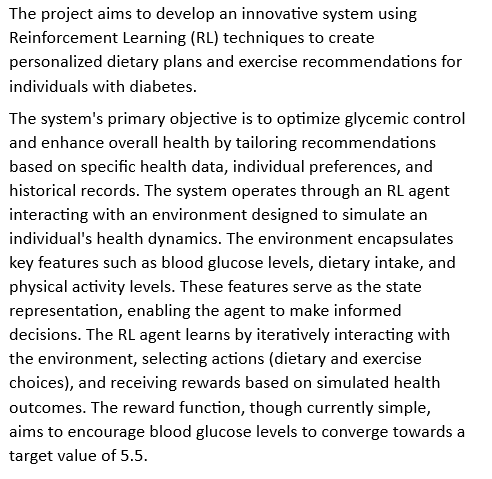 The project aims to develop an innovative system using
Reinforcement Learning (RL) techniques to create
personalized dietary plans and exercise recommendations for
individuals with diabetes.
The system's primary objective is to optimize glycemic control
and enhance overall health by tailoring recommendations
based on specific health data, individual preferences, and
historical records. The system operates through an RL agent
interacting with an environment designed to simulate an
individual's health dynamics. The environment encapsulates
key features such as blood glucose levels, dietary intake, and
physical activity levels. These features serve as the state
representation, enabling the agent to make informed
decisions. The RL agent learns by iteratively interacting with
the environment, selecting actions (dietary and exercise
choices), and receiving rewards based on simulated health
outcomes. The reward function, though currently simple,
aims to encourage blood glucose levels to converge towards a
target value of 5.5.